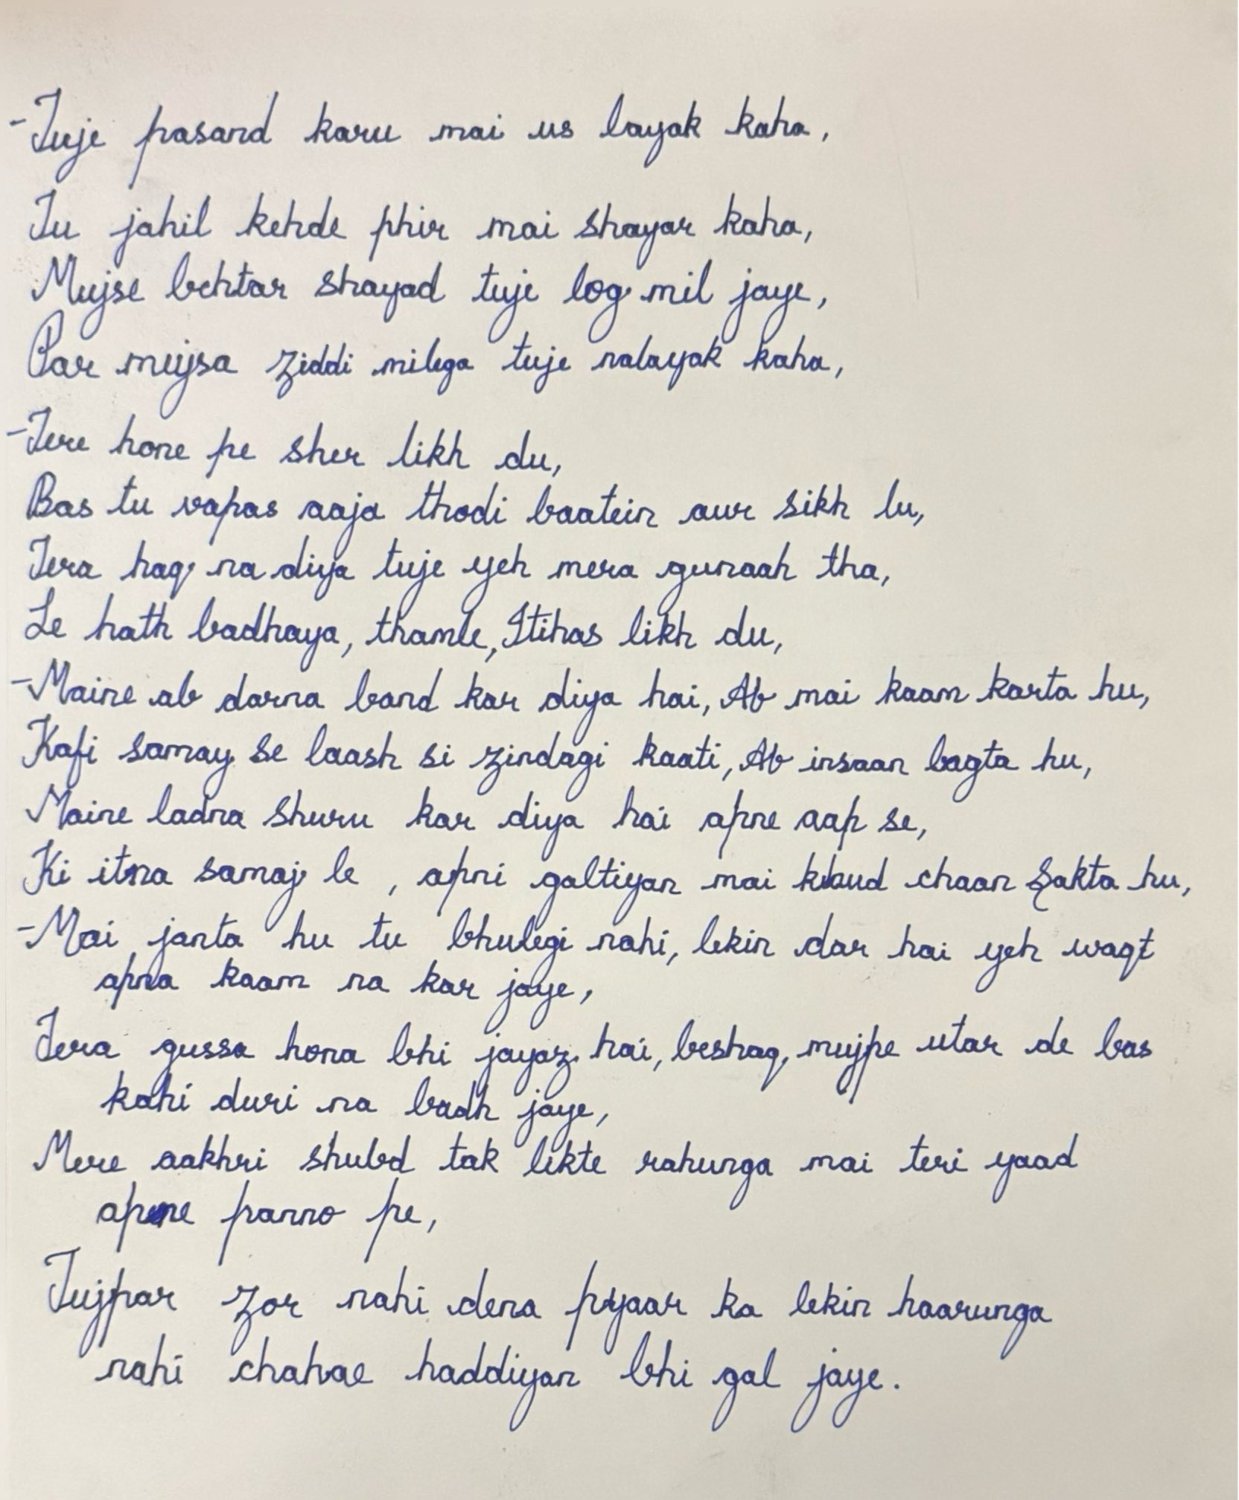 - Tuje pasand karu mai us layak kaha,
Tu jahil kehde phir mai shayar kaha,
Mujse behtar shayad tuje log mil jaye,
Par mujsa ziddi milega tuje nalayak kaha,
- Tere hone pe sher likh du,
Bas tu vapas aaja thodi baatein aur sikh lu,
Tera haq na diya tuje yeh mera gunaah tha,
Le hath badhaya, thamle, Itihas likh du,
- Maine ab darna band kar diya hai, Ab mai kaam karta hu,
Kafi samay se laash si zindagi kaati, Ab insaan lagta hu,
Maine ladna shuru kar diya hai apne aap se,
Ki itna samaj le , apni galtiyan mai khud chaan sakta hu,
- Mai janta hu tu bhulegi nahi, lekin dar hai yeh waqt
apna kaam na kar jaye,
Tera gussa hona bhi jayaz hai, beshaq, mujpe utar de bas
kahi duri na badh jaye,
Mere aakhri shubd tak likte rahunga mai teri yaad
apne panno pe,
Tujpar zor nahi dena pyaar ka lekin haarunga
nahi chahae haddiyan bhi gal jaye.